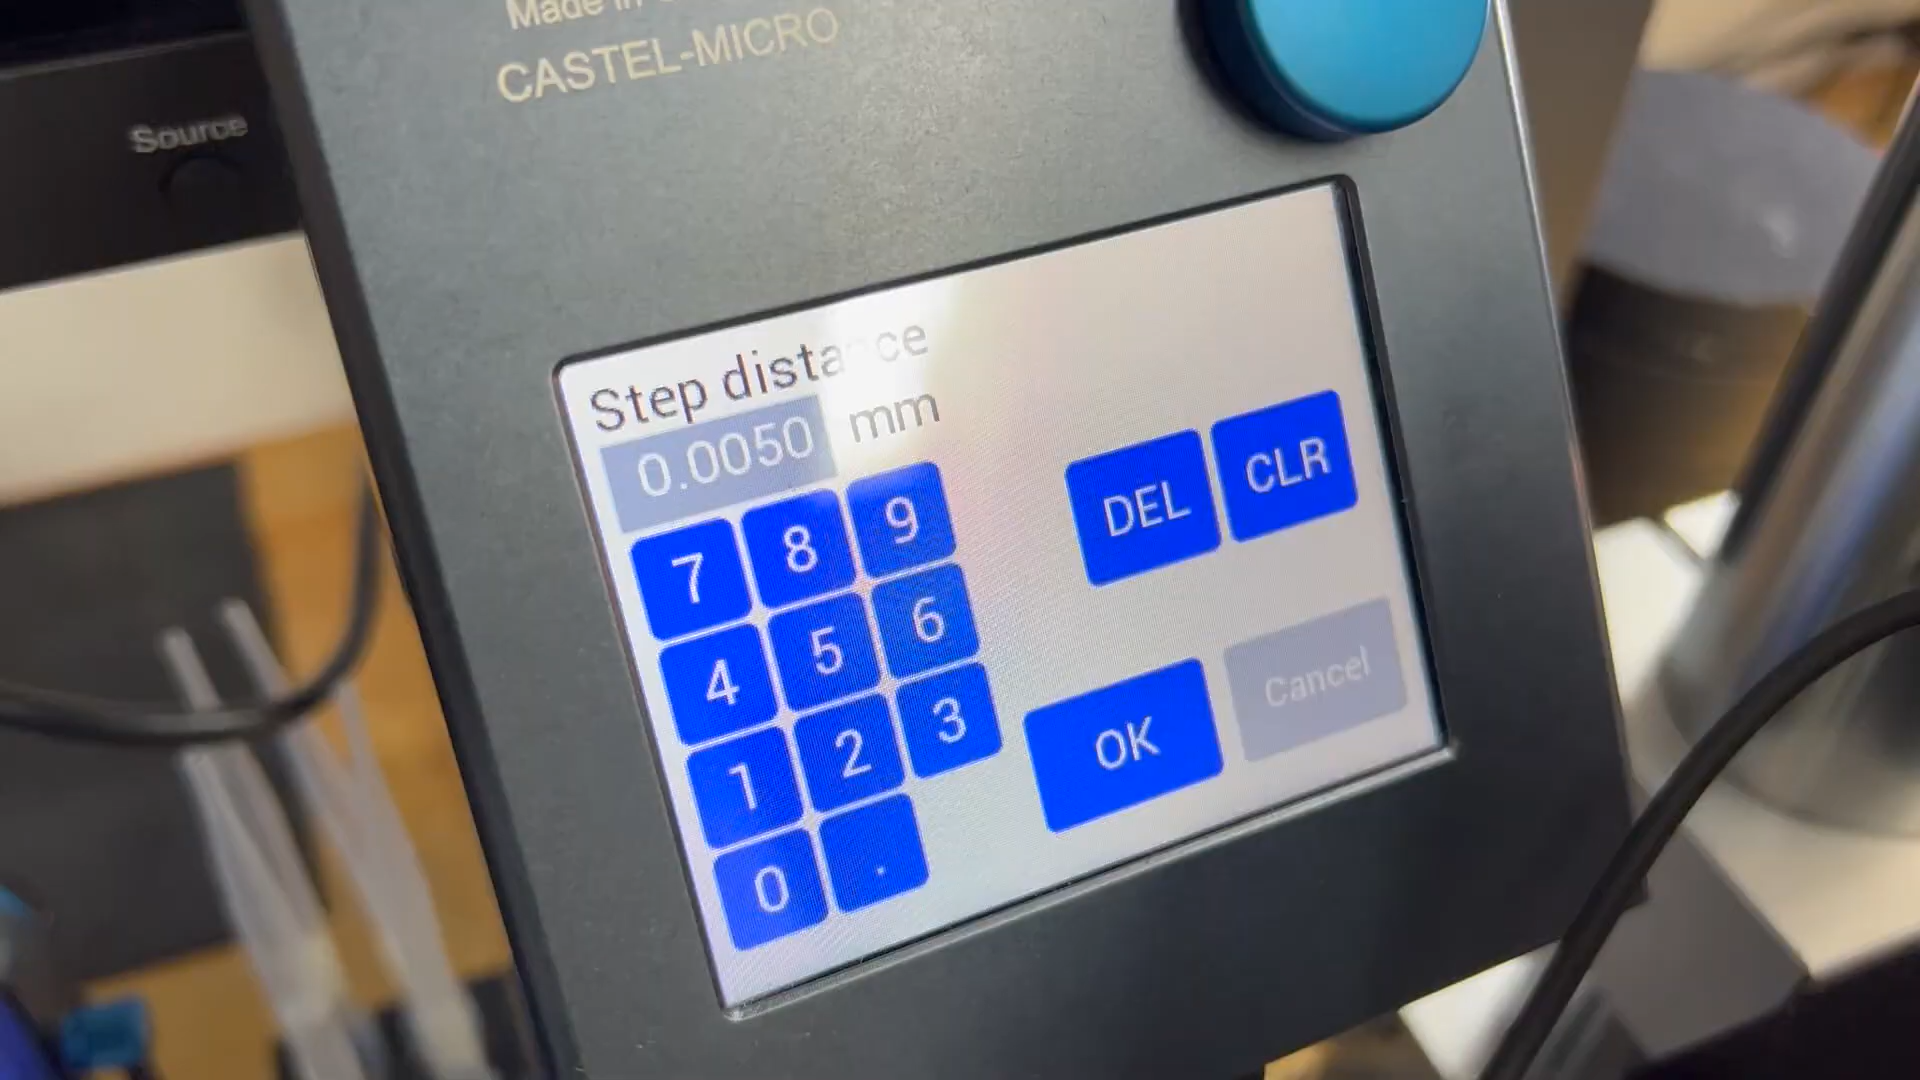 Made in
CASTEL-MICRO
Source
Step distance
0.0050 mm
7 8 9
DEL CLR
4 5 6
1 2 3
OK Cancel
0 .